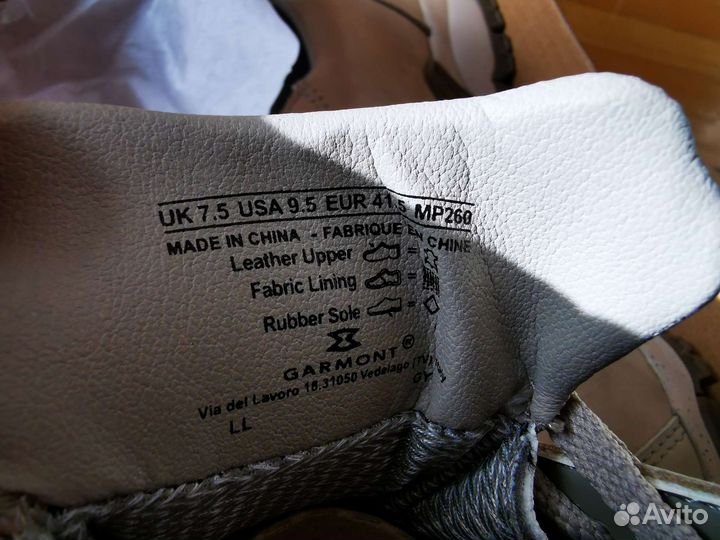 UK 7.5 USA 9.5 EUR 41.5 MP260
MADE IN CHINA - FABRIQUE EN CHINE
Leather Upper =
Fabric Lining =
Rubber Sole =
GARMONT®
Via del Lavoro 18.31050 Vedelago (TV)
LL
Avito